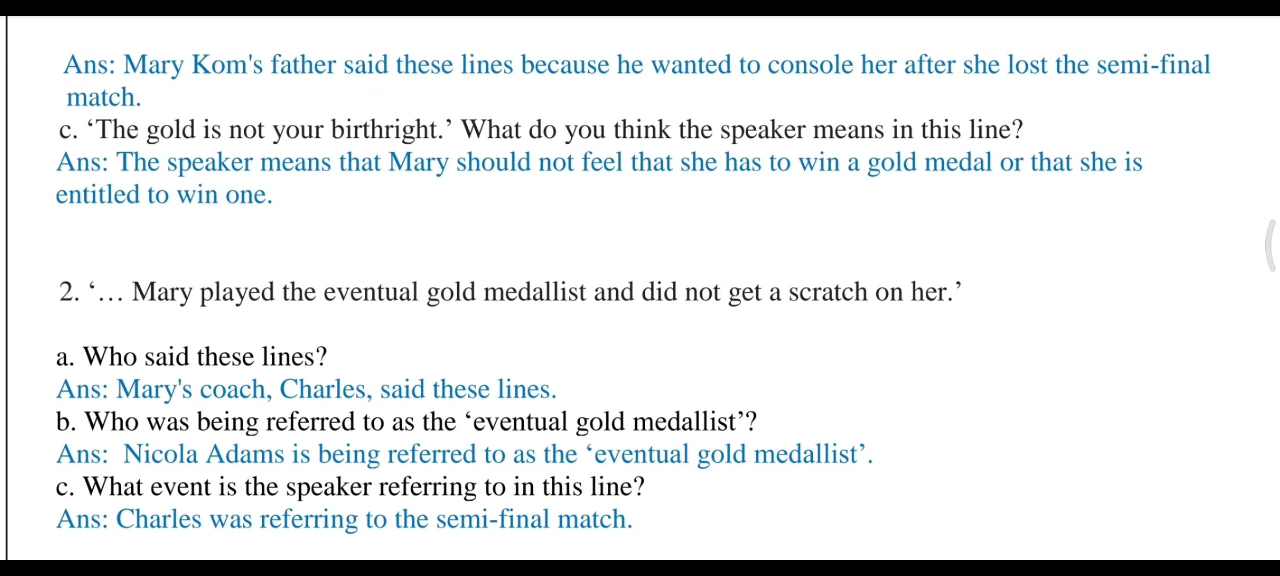 Ans: Mary Kom's father said these lines because he wanted to console her after she lost the semi-final
match.
c. ‘The gold is not your birthright.’ What do you think the speaker means in this line?
Ans: The speaker means that Mary should not feel that she has to win a gold medal or that she is
entitled to win one.
2. ‘… Mary played the eventual gold medallist and did not get a scratch on her.’
a. Who said these lines?
Ans: Mary's coach, Charles, said these lines.
b. Who was being referred to as the ‘eventual gold medallist’?
Ans: Nicola Adams is being referred to as the ‘eventual gold medallist’.
c. What event is the speaker referring to in this line?
Ans: Charles was referring to the semi-final match.